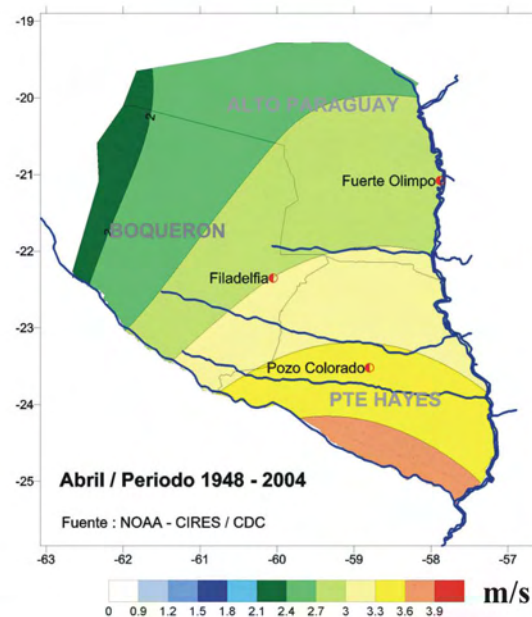 -19
-20
-21
-22
-23
-24
-25
ALTO PARAGUAY
2
Fuerte Olimpo
2
BOQUERON
Filadelfia
Pozo Colorado
PTE HAYES
Abril / Periodo 1948 - 2004
Fuente : NOAA - CIRES / CDC
-63 -62 -61 -60 -59 -58 -57
0 0.9 1.2 1.5 1.8 2.1 2.4 2.7 3 3.3 3.6 3.9
m/s